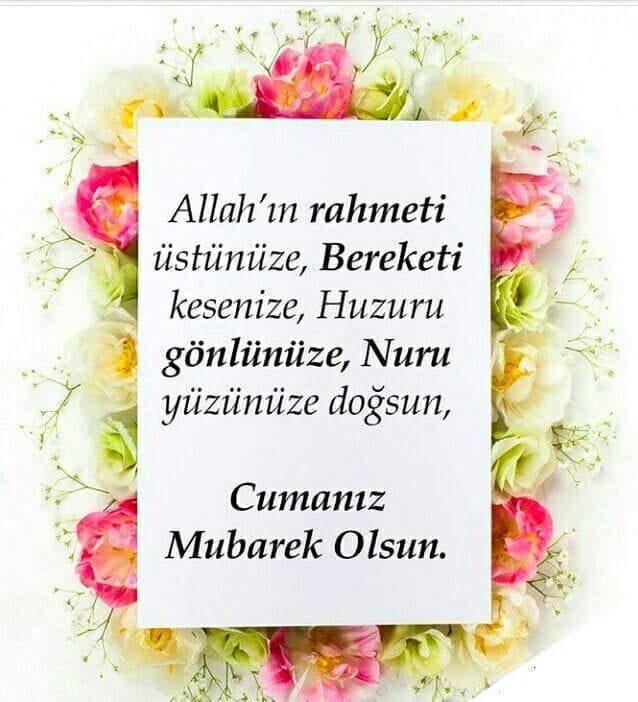 Allah'ın rahmeti
üstünüze, Bereketi
kesenize, Huzuru
gönlünüze, Nuru
yüzünüze doğsun,
Cumanız
Mubarek Olsun.